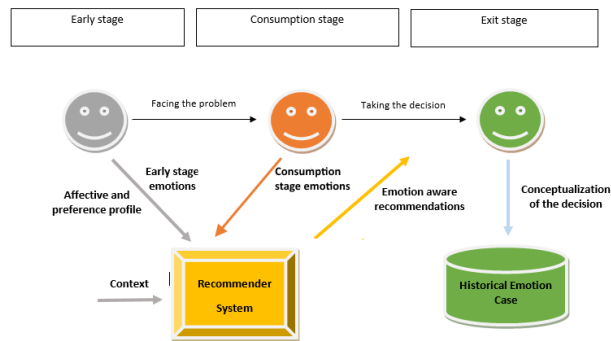 Early stage
Consumption stage
Exit stage
Facing the problem
Taking the decision
Early stage
emotions
Affective and
preference profile
Consumption
stage emotions
Emotion aware
recommendations
Conceptualization
of the decision
Context
Recommender
System
Historical Emotion
Case